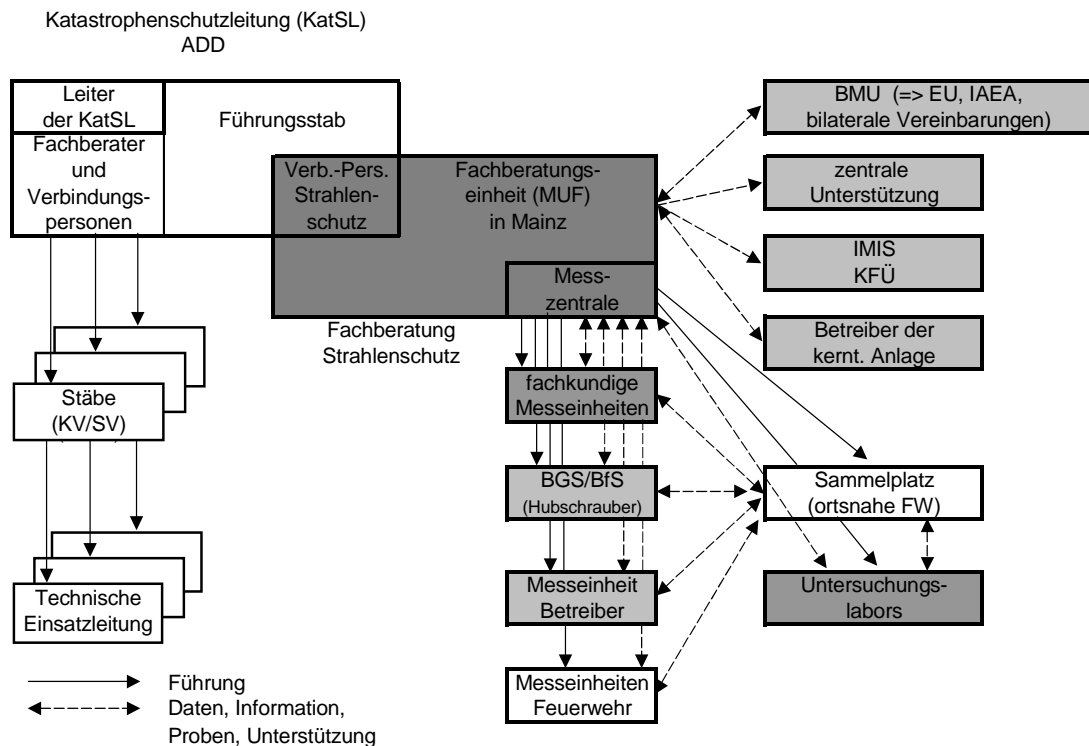 Katastrophenschutzleitung (KatSL)
ADD
Leiter
der KatSL
Führungsstab
Fachberater
und
Verbindungs-
personen
Verb.-Pers.
Strahlen-
schutz
Fachberatungs-
einheit (MUF)
in Mainz
Mess-
zentrale
Fachberatung
Strahlenschutz
BMU (=> EU, IAEA,
bilaterale Vereinbarungen)
zentrale
Unterstützung
IMIS
KFÜ
Betreiber der
kernt. Anlage
Stäbe
(KV/SV)
fachkundige
Messeinheiten
BGS/BfS
(Hubschrauber)
Sammelplatz
(ortsnahe FW)
Technische
Einsatzleitung
Messeinheit
Betreiber
Untersuchungs-
labors
Messeinheiten
Feuerwehr
Führung
Daten, Information,
Proben, Unterstützung